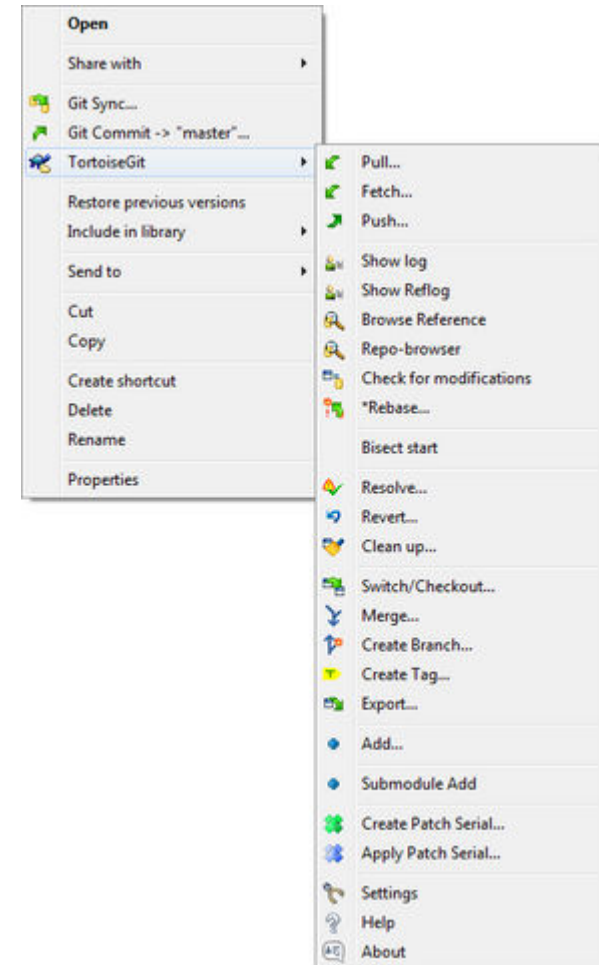 Open
Share with
Git Sync...
Git Commit -> "master"...
TortoiseGit
Restore previous versions
Include in library
Send to
Cut
Copy
Create shortcut
Delete
Rename
Properties
Pull...
Fetch...
Push...
Show log
Show Reflog
Browse Reference
Repo-browser
Check for modifications
*Rebase...
Bisect start
Resolve...
Revert...
Clean up...
Switch/Checkout...
Merge...
Create Branch...
Create Tag...
Export...
Add...
Submodule Add
Create Patch Serial...
Apply Patch Serial...
Settings
Help
About